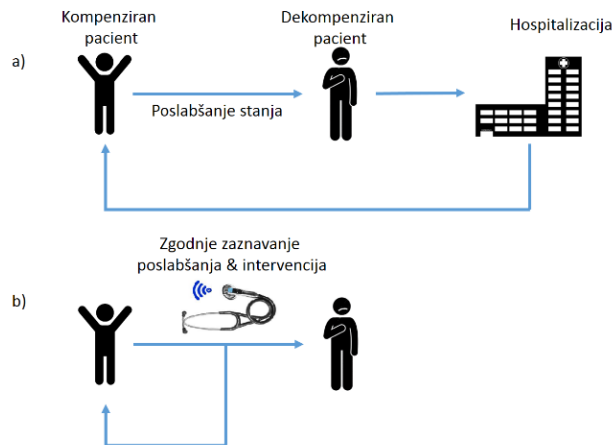 Kompenziran
pacient
Dekompenziran
pacient
Hospitalizacija
a)
Poslabšanje stanja
Zgodnje zaznavanje
poslabšanja & intervencija
b)